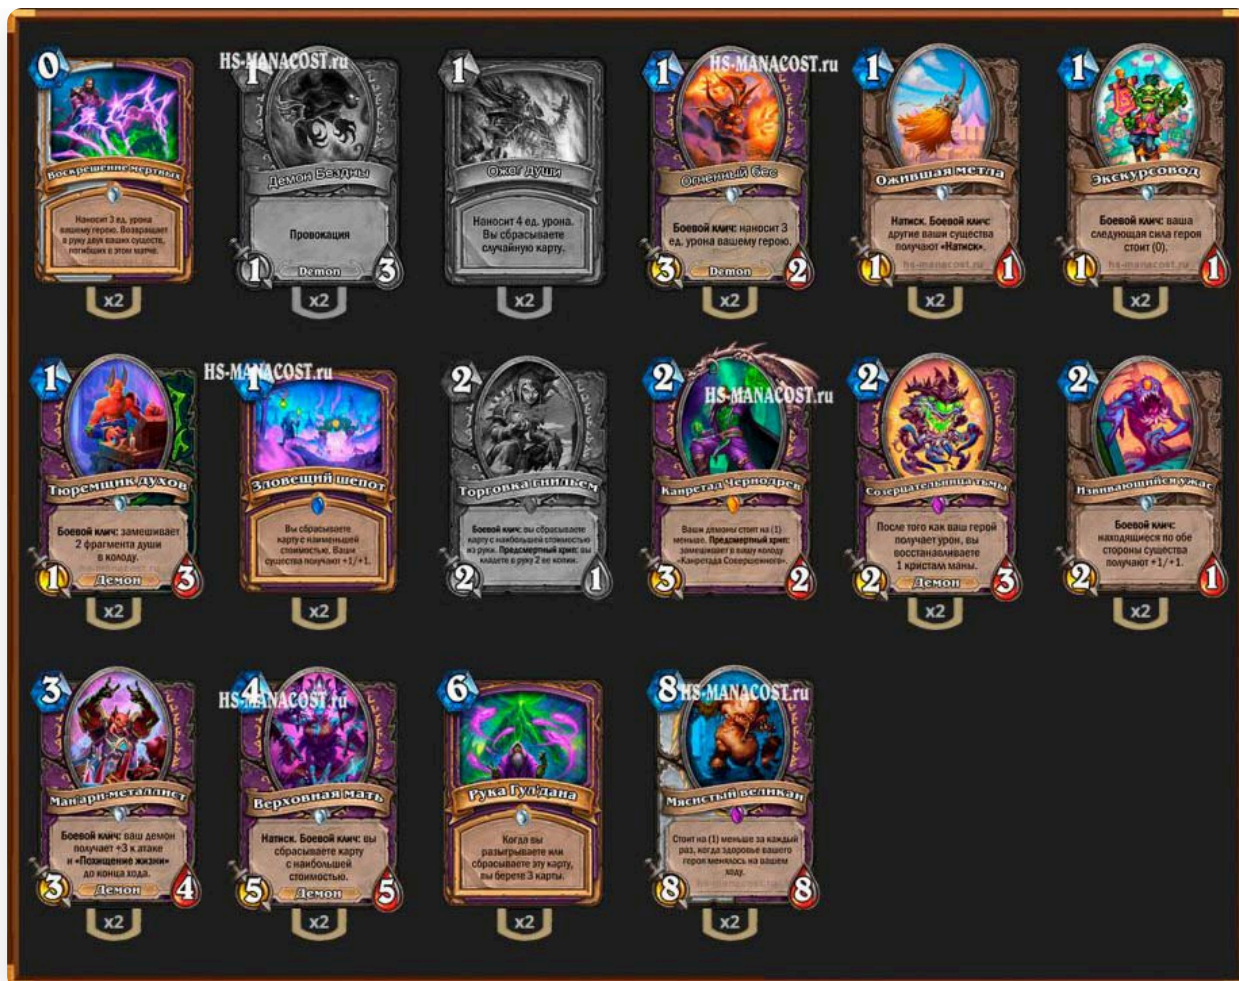 0
Воскрешение мертвых
Наносит 3 ед. урона
вашему герою. Возвращает
в руку двух ваших существ,
погибших в этом матче.
x2
HS-MANACOST.ru
1
Демон Бездны
Провокация
1
Demon
3
x2
1
Ожог души
Наносит 4 ед. урона.
Вы сбрасываете
случайную карту.
x2
HS-MANACOST.ru
1
Огненный бес
Боевой клич: наносит 3
ед. урона вашему герою.
3
Demon
2
x2
1
Ожившая метла
Натиск. Боевой клич:
другие ваши существа
получают «Натиск».
hs-manacost.ru
1
1
x2
1
Экскурсовод
Боевой клич: ваша
следующая сила героя
стоит (0).
hs-manacost.ru
1
1
x2
1
Тюремщик духов
Боевой клич: замешивает
2 фрагмента души
в колоду.
1
Демон
3
x2
HS-MANACOST.ru
1
Зловещий шепот
Вы сбрасываете
карту с наименьшей
стоимостью. Ваши
существа получают +1/+1.
x2
2
Торговка гнильем
Боевой клич: вы сбрасываете
карту с наибольшей стоимостью
из руки. Предсмертный хрип: вы
кладете в руку 2 ее копии.
2
1
x2
HS-MANACOST.ru
2
Канретад Чернодрев
Ваши демоны стоят на (1)
меньше. Предсмертный хрип:
замешивает в вашу колоду
«Канретада Совершенного».
3
2
x2
2
Созерцательница тьмы
После того как ваш герой
получает урон, вы
восстанавливаете
1 кристалл маны.
2
Демон
3
x2
2
Извивающийся ужас
Боевой клич:
находящиеся по обе
стороны существа
получают +1/+1.
2
1
x2
3
Ман'ари-металлист
Боевой клич: ваш демон
получает +3 к атаке
и «Похищение жизни»
до конца хода.
3
Демон
4
x2
HS-MANACOST.ru
4
Верховная мать
Натиск. Боевой клич: вы
сбрасываете карту
с наибольшей
стоимостью.
5
Демон
5
x2
6
Рука Гул'дана
Когда вы
разыгрываете или
сбрасываете эту карту,
вы берете 3 карты.
x2
HS-MANACOST.ru
8
Мясистый великан
Стоит на (1) меньше за каждый
раз, когда здоровье вашего
героя менялось на вашем
ходу.
8
8
x2